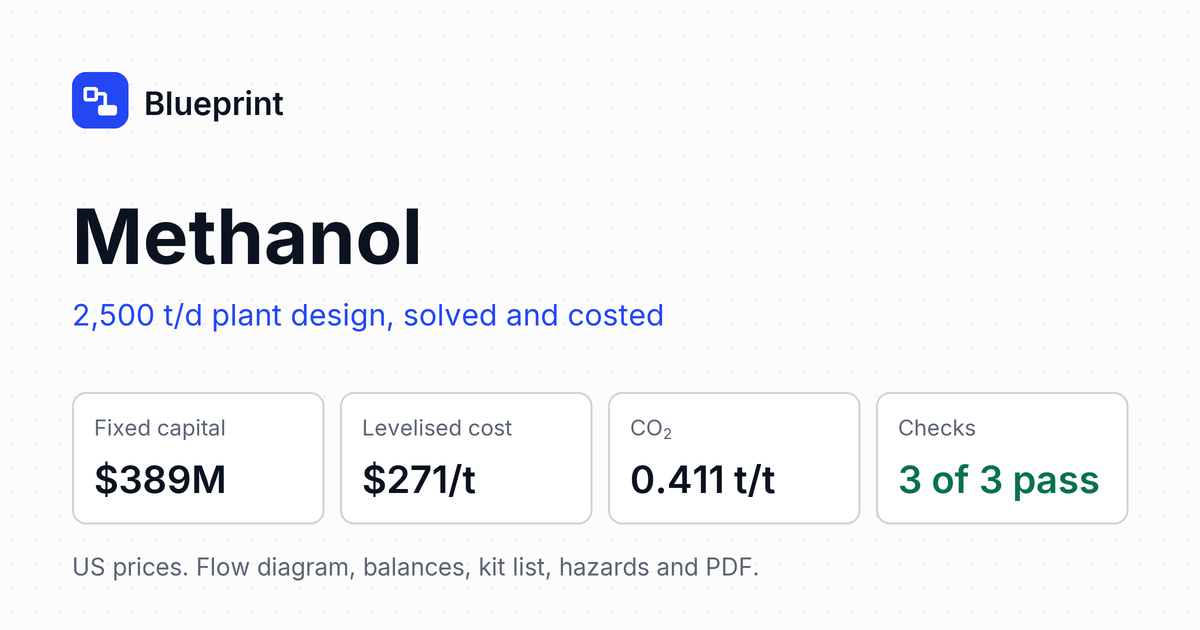 Blueprint
Methanol
2,500 t/d plant design, solved and costed
Fixed capital
$389M
Levelised cost
$271/t
CO₂
0.411 t/t
Checks
3 of 3 pass
US prices. Flow diagram, balances, kit list, hazards and PDF.